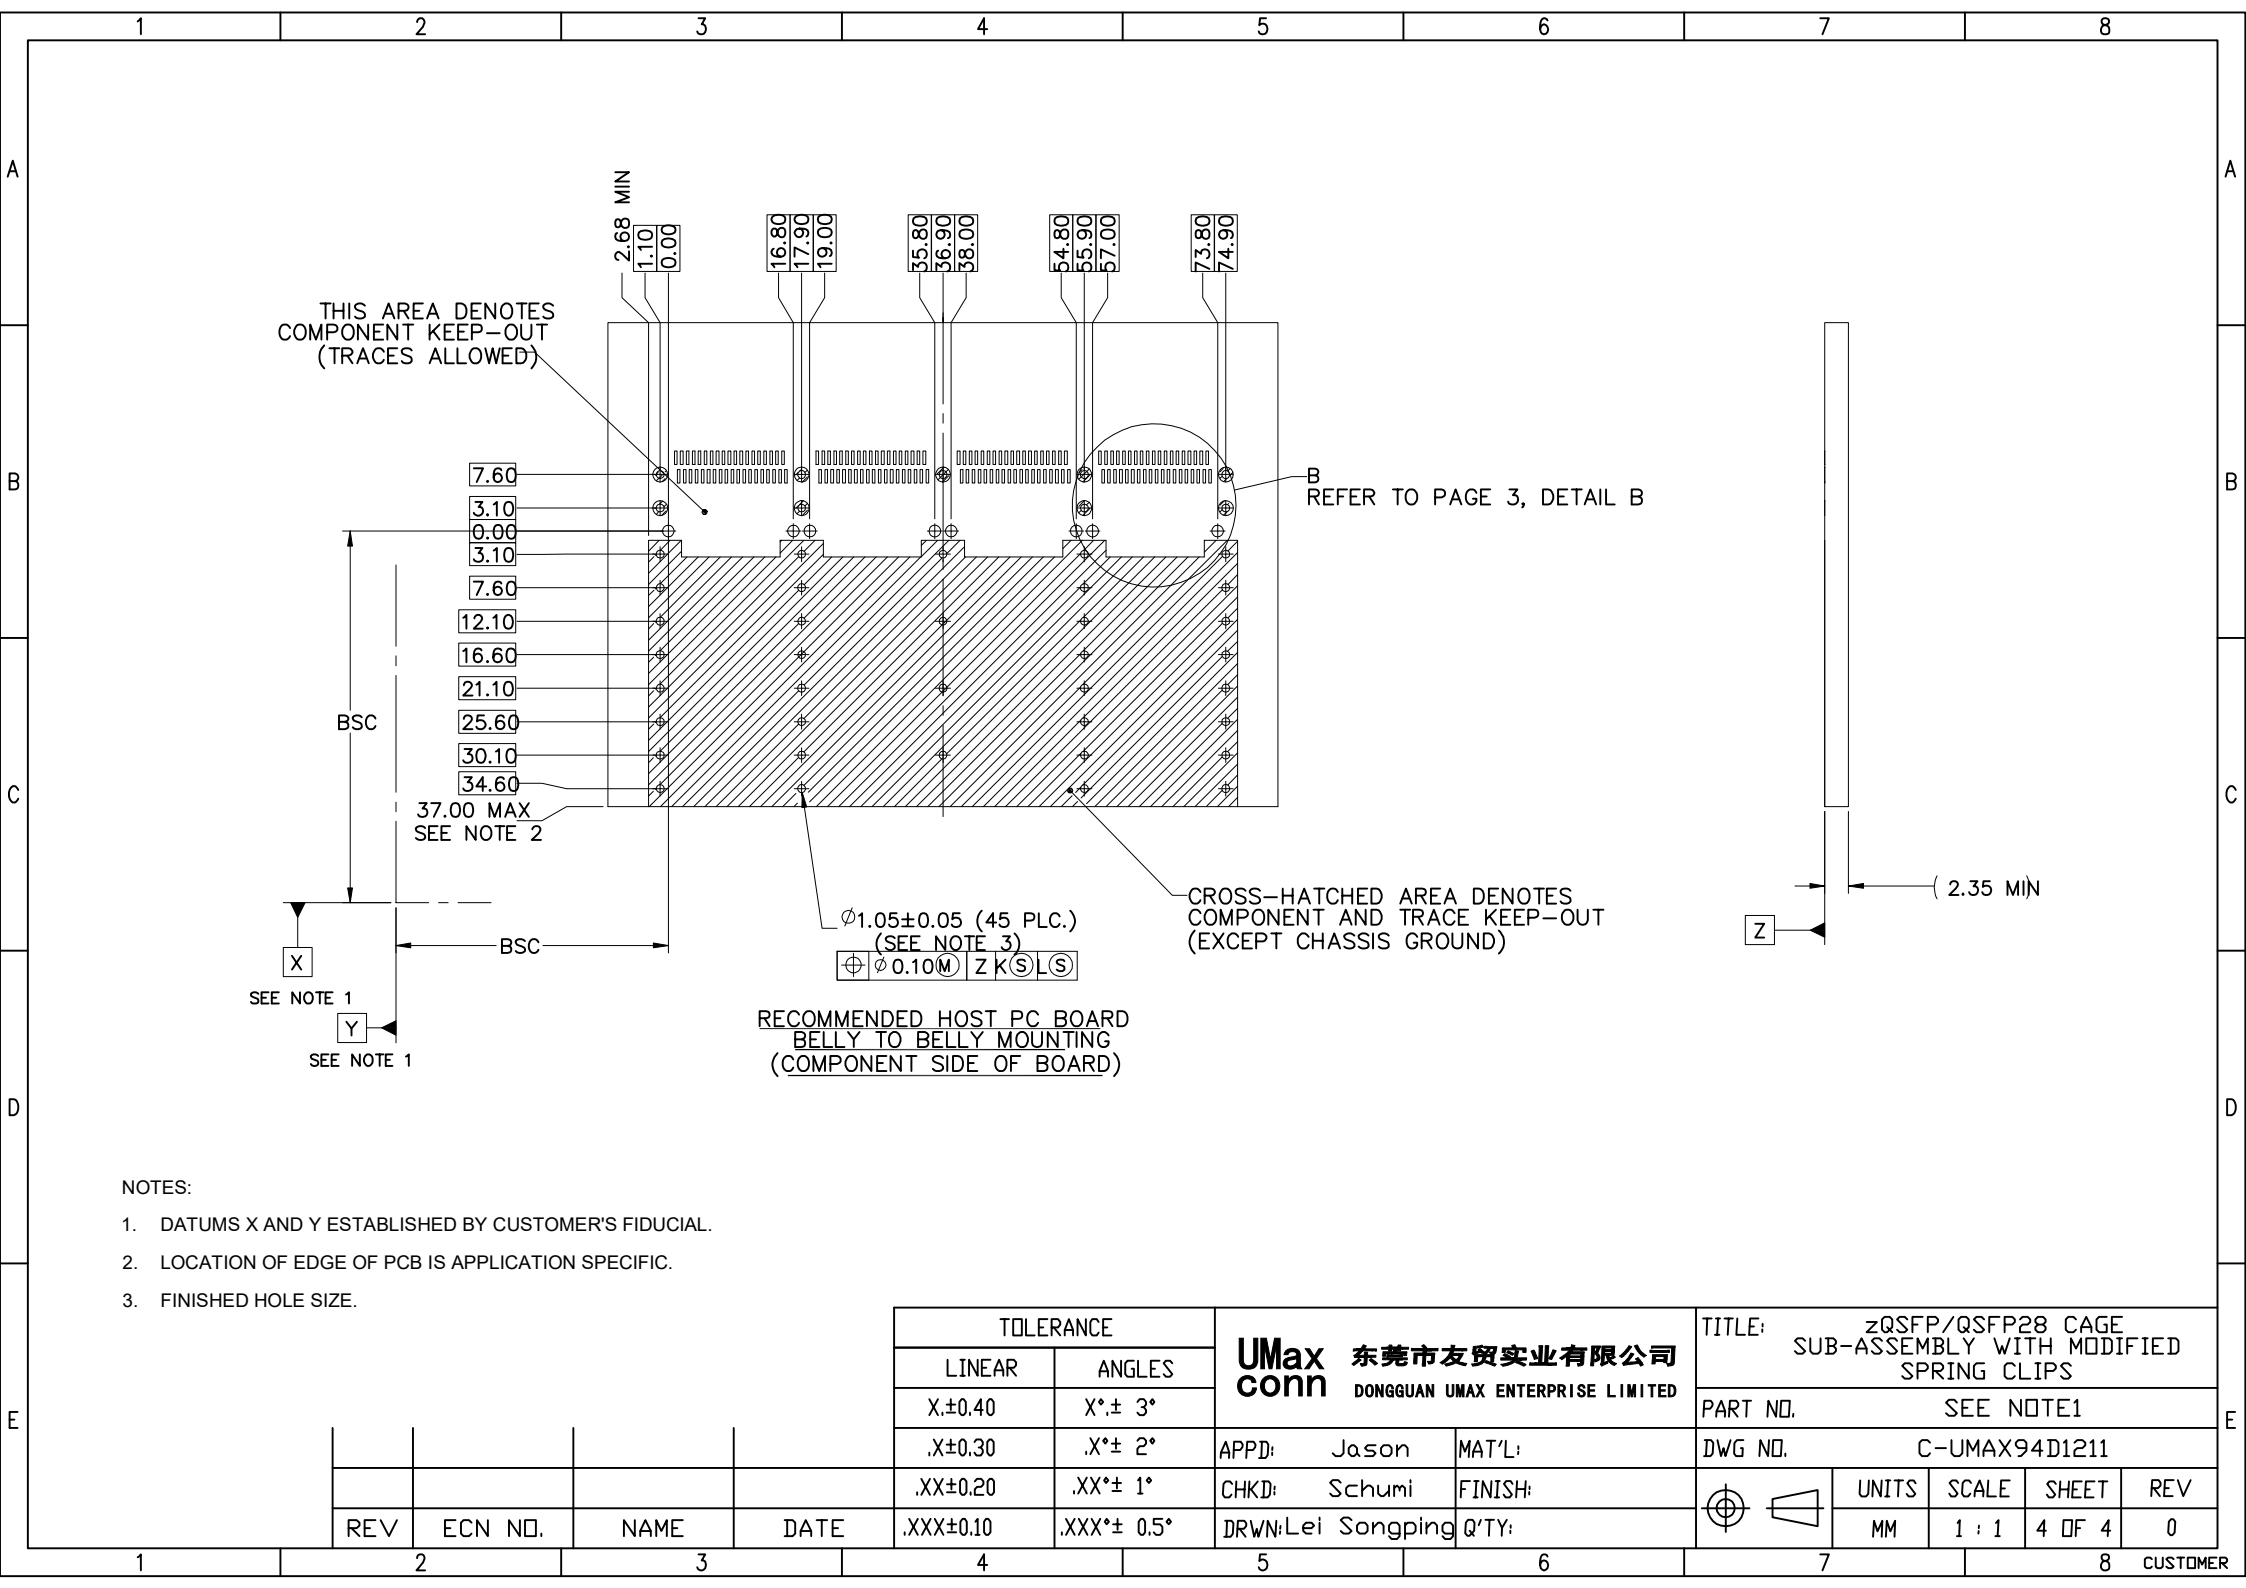 1 2 3 4 5 6 7 8
A A
B B
C C
D D
E E
2.68 MIN
1.10
0.00
16.80
17.90
19.00
35.80
36.90
38.00
54.80
55.90
57.00
73.80
74.90
THIS AREA DENOTES
COMPONENT KEEP-OUT
(TRACES ALLOWED)
7.60
3.10
0.00
3.10
7.60
12.10
16.60
21.10
25.60
30.10
34.60
37.00 MAX
SEE NOTE 2
B
REFER TO PAGE 3, DETAIL B
BSC
BSC
X
SEE NOTE 1
Y
SEE NOTE 1
∅1.05±0.05 (45 PLC.)
(SEE NOTE 3)
⌖ ∅ 0.10Ⓜ Z KⓈ LⓈ
CROSS-HATCHED AREA DENOTES
COMPONENT AND TRACE KEEP-OUT
(EXCEPT CHASSIS GROUND)
( 2.35 MIN)
Z
RECOMMENDED HOST PC BOARD
BELLY TO BELLY MOUNTING
(COMPONENT SIDE OF BOARD)
NOTES:
1. DATUMS X AND Y ESTABLISHED BY CUSTOMER'S FIDUCIAL.
2. LOCATION OF EDGE OF PCB IS APPLICATION SPECIFIC.
3. FINISHED HOLE SIZE.
REV ECN NO. NAME DATE
TOLERANCE
LINEAR ANGLES
X.±0.40 X°.± 3°
.X±0.30 .X°± 2°
.XX±0.20 .XX°± 1°
.XXX±0.10 .XXX°± 0.5°
UMax conn
东莞市友贸实业有限公司
DONGGUAN UMAX ENTERPRISE LIMITED
APPD: Jason MAT'L:
CHKD: Schumi FINISH:
DRWN: Lei Songping Q'TY:
TITLE: zQSFP/QSFP28 CAGE
SUB-ASSEMBLY WITH MODIFIED
SPRING CLIPS
PART NO. SEE NOTE1
DWG NO. C-UMAX94D1211
UNITS SCALE SHEET REV
MM 1 : 1 4 OF 4 0
1 2 3 4 5 6 7 8 CUSTOMER